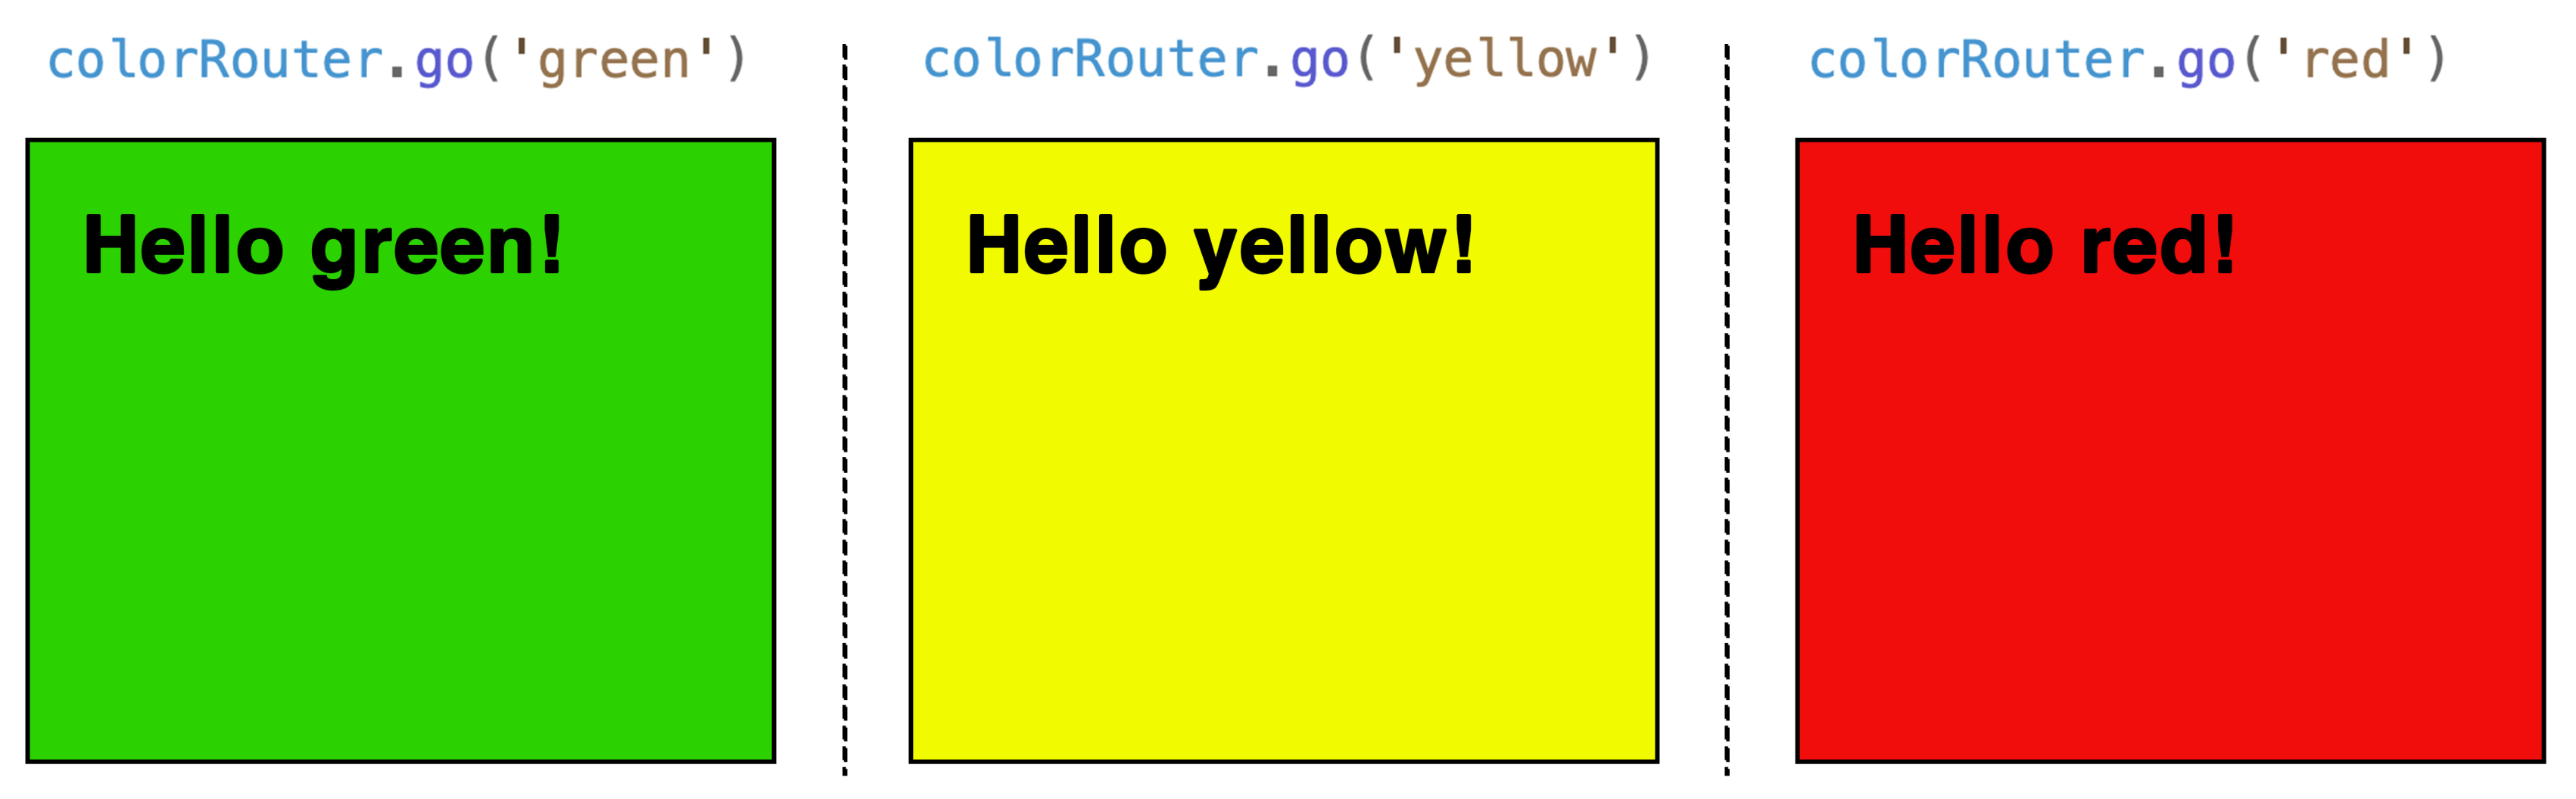 colorRouter.go('green')
Hello green!
colorRouter.go('yellow')
Hello yellow!
colorRouter.go('red')
Hello red!